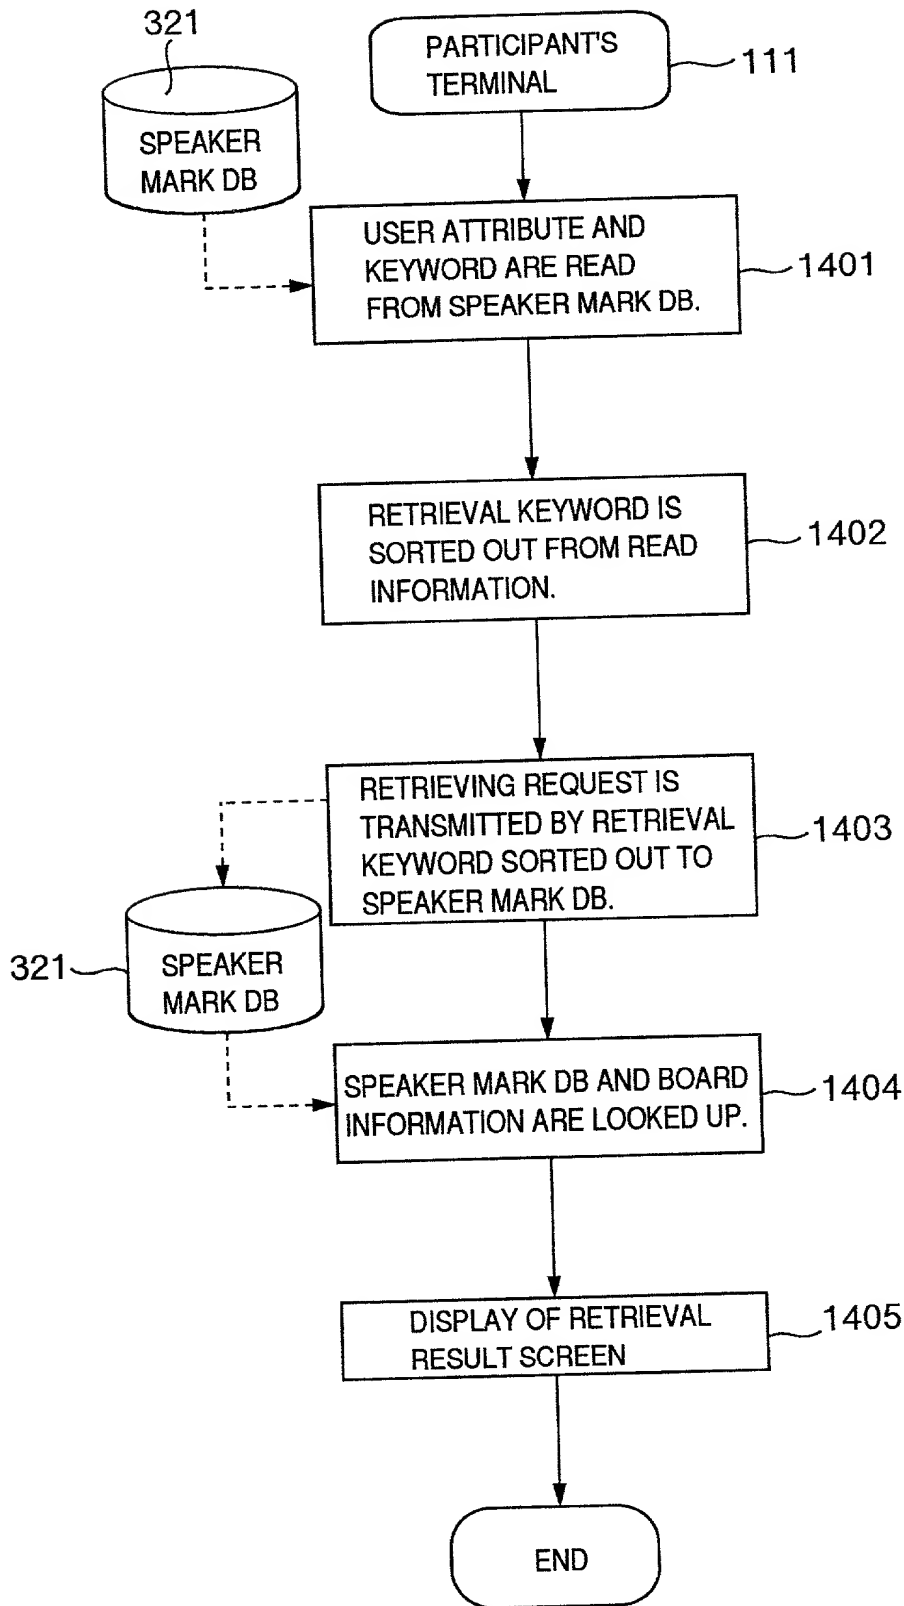 321
PARTICIPANT'S
TERMINAL
111
SPEAKER
MARK DB
USER ATTRIBUTE AND
KEYWORD ARE READ
FROM SPEAKER MARK DB.
1401
RETRIEVAL KEYWORD IS
SORTED OUT FROM READ
INFORMATION.
1402
RETRIEVING REQUEST IS
TRANSMITTED BY RETRIEVAL
KEYWORD SORTED OUT TO
SPEAKER MARK DB.
1403
321
SPEAKER
MARK DB
SPEAKER MARK DB AND BOARD
INFORMATION ARE LOOKED UP.
1404
DISPLAY OF RETRIEVAL
RESULT SCREEN
1405
END